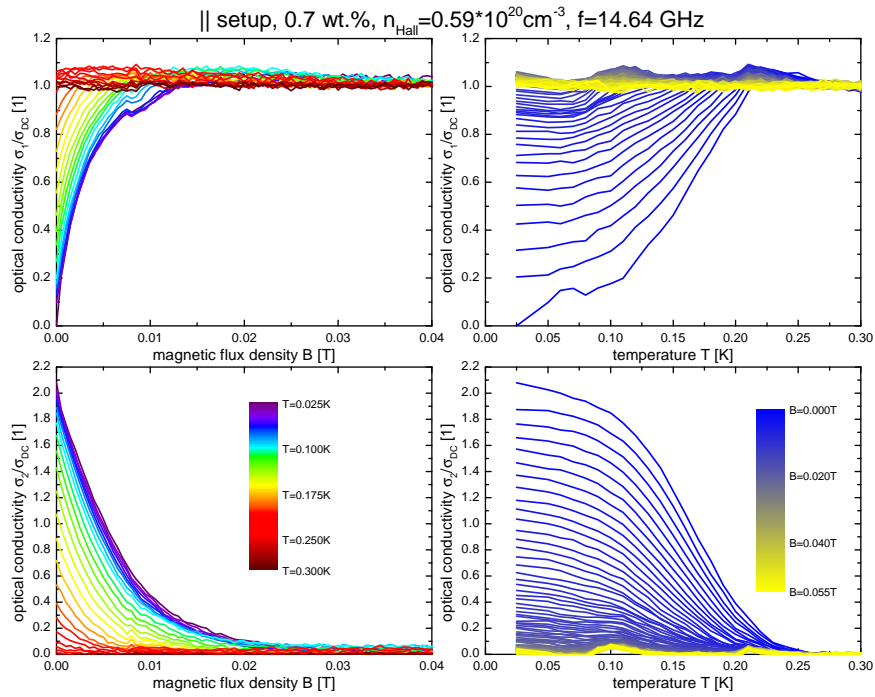 || setup, 0.7 wt.%, n_Hall=0.59*10^20cm^-3, f=14.64 GHz
optical conductivity σ₁/σ_DC [1]
1.2
1.0
0.8
0.6
0.4
0.2
0.0
0.00 0.01 0.02 0.03 0.04
magnetic flux density B [T]
optical conductivity σ₁/σ_DC [1]
1.2
1.0
0.8
0.6
0.4
0.2
0.0
0.00 0.05 0.10 0.15 0.20 0.25 0.30
temperature T [K]
optical conductivity σ₂/σ_DC [1]
2.2
2.0
1.8
1.6
1.4
1.2
1.0
0.8
0.6
0.4
0.2
0.0
T=0.025K
T=0.100K
T=0.175K
T=0.250K
T=0.300K
0.00 0.01 0.02 0.03 0.04
magnetic flux density B [T]
optical conductivity σ₂/σ_DC [1]
2.2
2.0
1.8
1.6
1.4
1.2
1.0
0.8
0.6
0.4
0.2
0.0
B=0.000T
B=0.020T
B=0.040T
B=0.055T
0.00 0.05 0.10 0.15 0.20 0.25 0.30
temperature T [K]